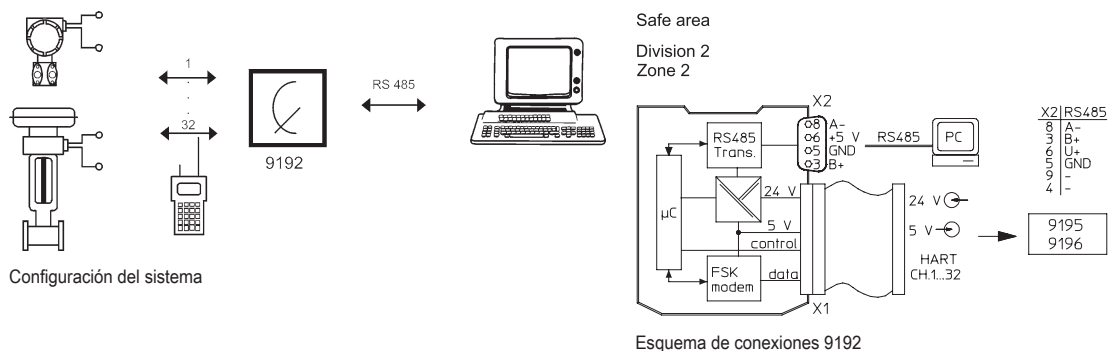 1
32
9192
RS 485
Configuración del sistema
Safe area
Division 2
Zone 2
X2
8 A-
6 +5 V
5 GND
3 B+
RS485
Trans.
RS485
PC
X2 RS485
8 A-
3 B+
6 U+
5 GND
9 -
4 -
µC
24 V
5 V
control
FSK
modem
data
X1
24 V
5 V
HART
CH.1...32
9195
9196
Esquema de conexiones 9192